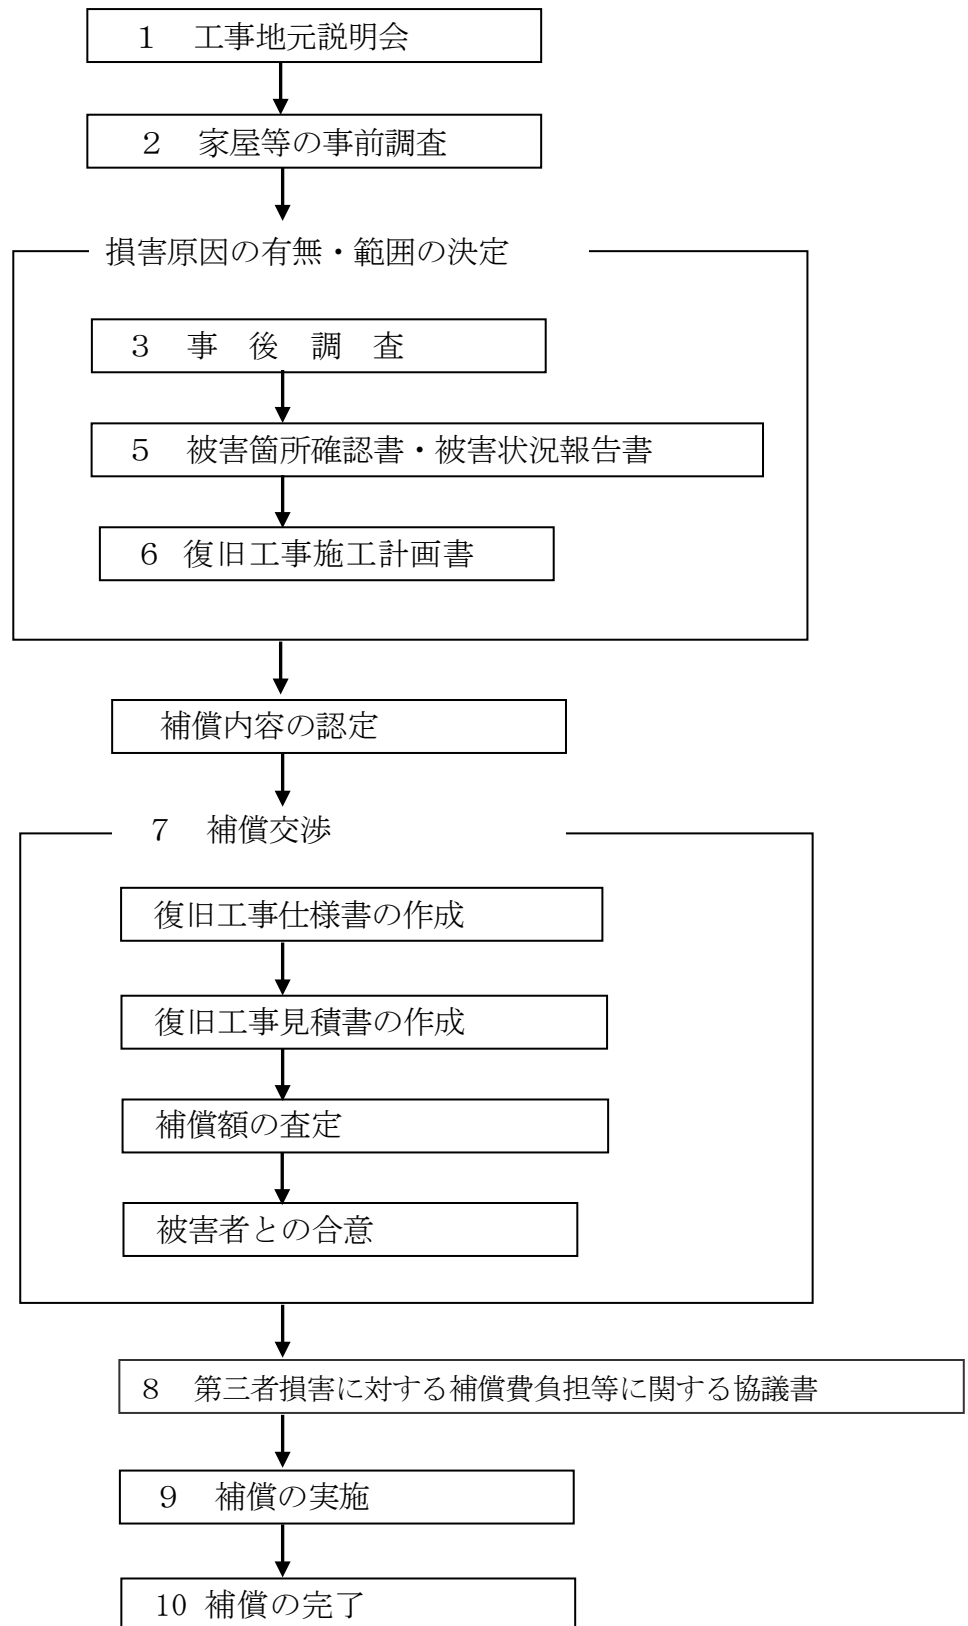 １　工事地元説明会
２　家屋等の事前調査
損害原因の有無・範囲の決定
３　事　後　調　査
５　被害箇所確認書・被害状況報告書
６　復旧工事施工計画書
補償内容の認定
７　補償交渉
復旧工事仕様書の作成
復旧工事見積書の作成
補償額の査定
被害者との合意
８　第三者損害に対する補償費負担等に関する協議書
９　補償の実施
10 補償の完了